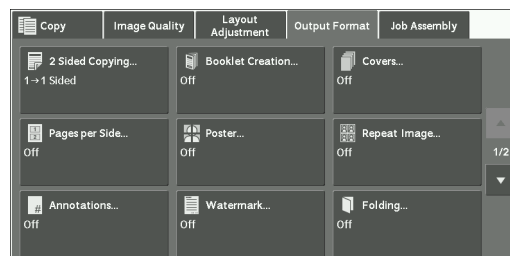 Copy
Image Quality
Layout
Adjustment
Output Format
Job Assembly
2 Sided Copying...
1→1 Sided
Booklet Creation...
Off
Covers...
Off
Pages per Side...
Off
Poster...
Off
Repeat Image...
Off
1/2
Annotations...
Off
Watermark...
Off
Folding...
Off